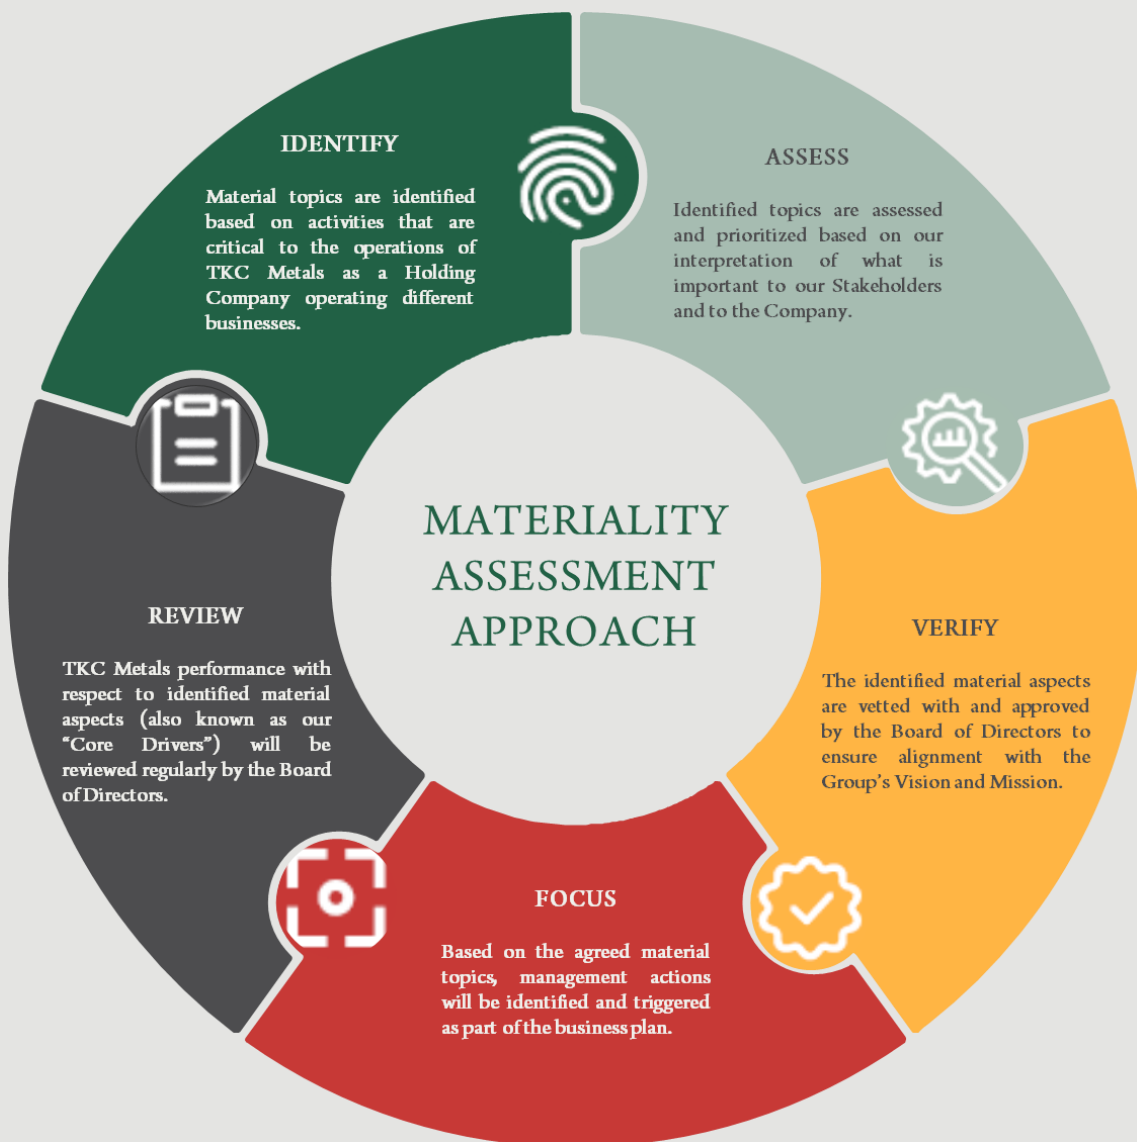 MATERIALITY
ASSESSMENT
APPROACH
IDENTIFY
Material topics are identified
based on activities that are
critical to the operations of
TKC Metals as a Holding
Company operating different
businesses.
ASSESS
Identified topics are assessed
and prioritized based on our
interpretation of what is
important to our Stakeholders
and to the Company.
VERIFY
The identified material aspects
are vetted with and approved
by the Board of Directors to
ensure alignment with the
Group’s Vision and Mission.
FOCUS
Based on the agreed material
topics, management actions
will be identified and triggered
as part of the business plan.
REVIEW
TKC Metals performance with
respect to identified material
aspects (also known as our
“Core Drivers”) will be
reviewed regularly by the Board
of Directors.